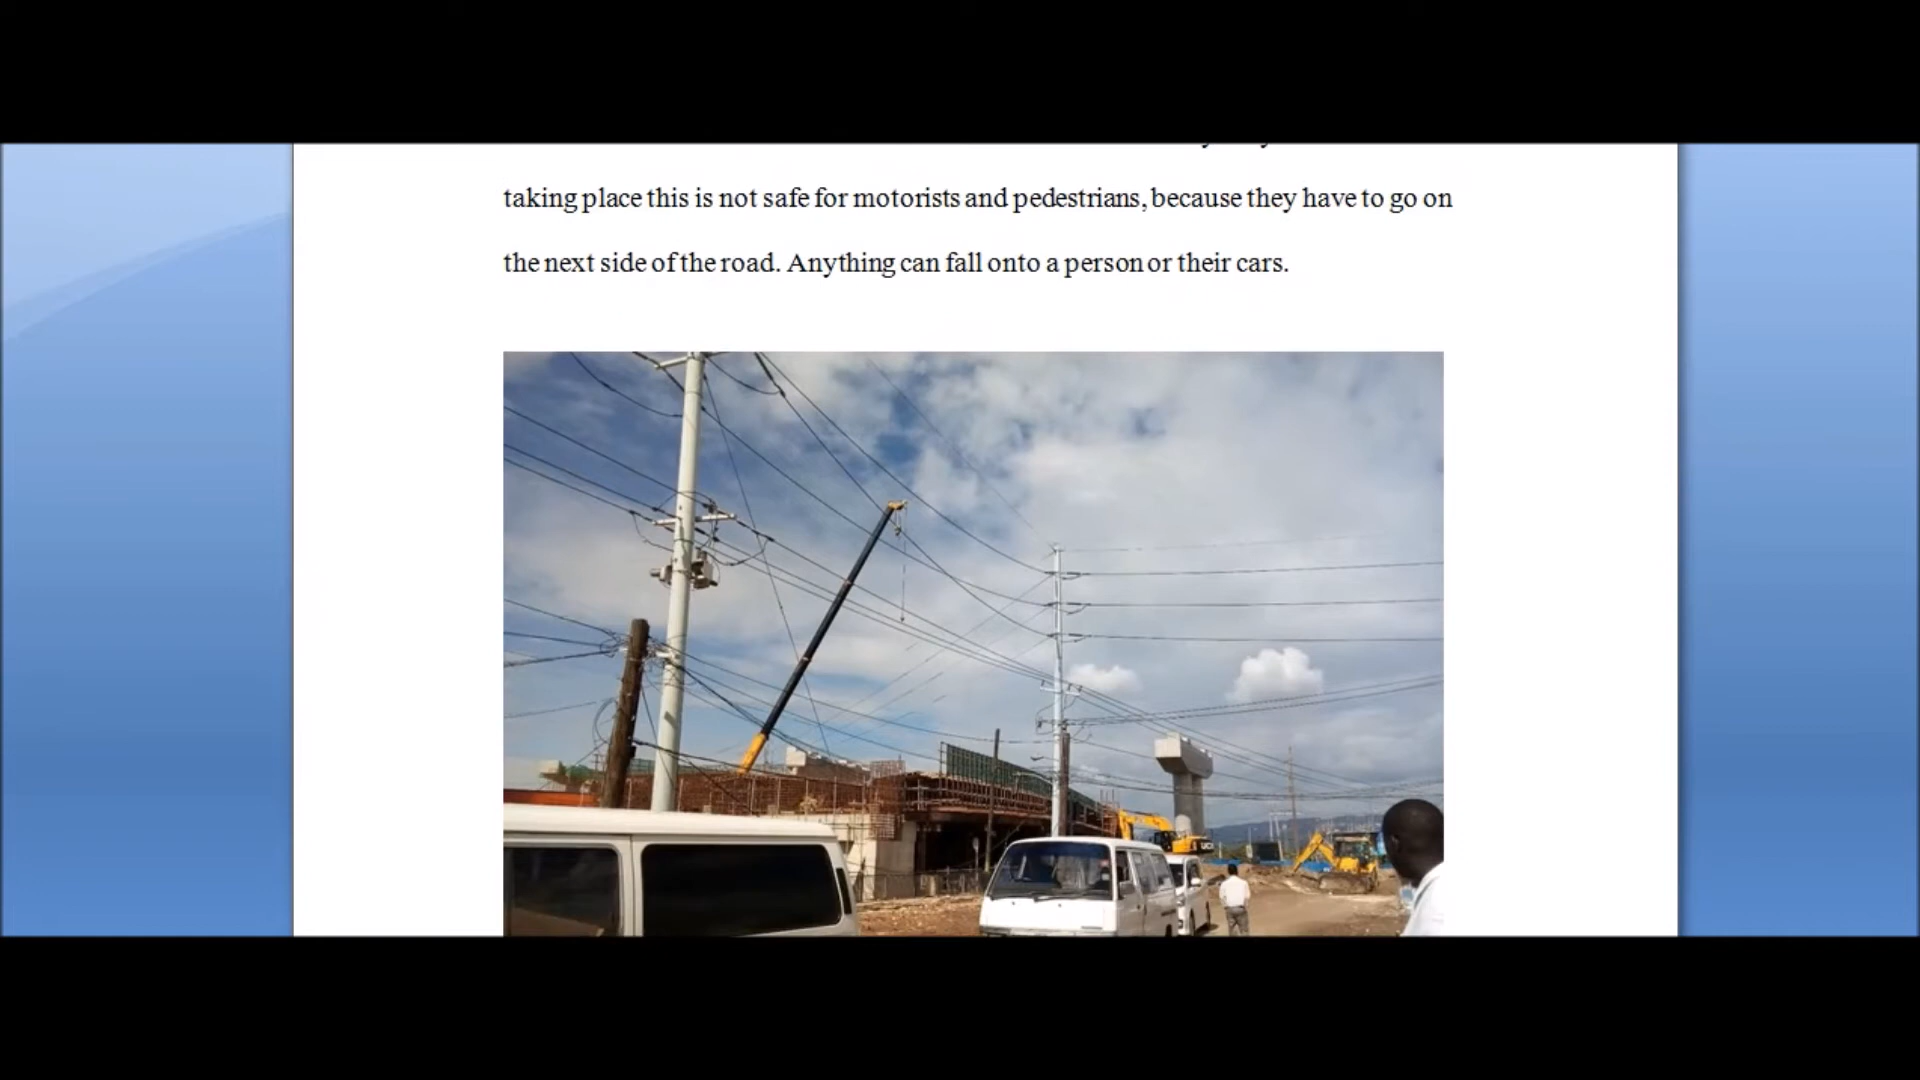 taking place this is not safe for motorists and pedestrians, because they have to go on
the next side of the road. Anything can fall onto a person or their cars.